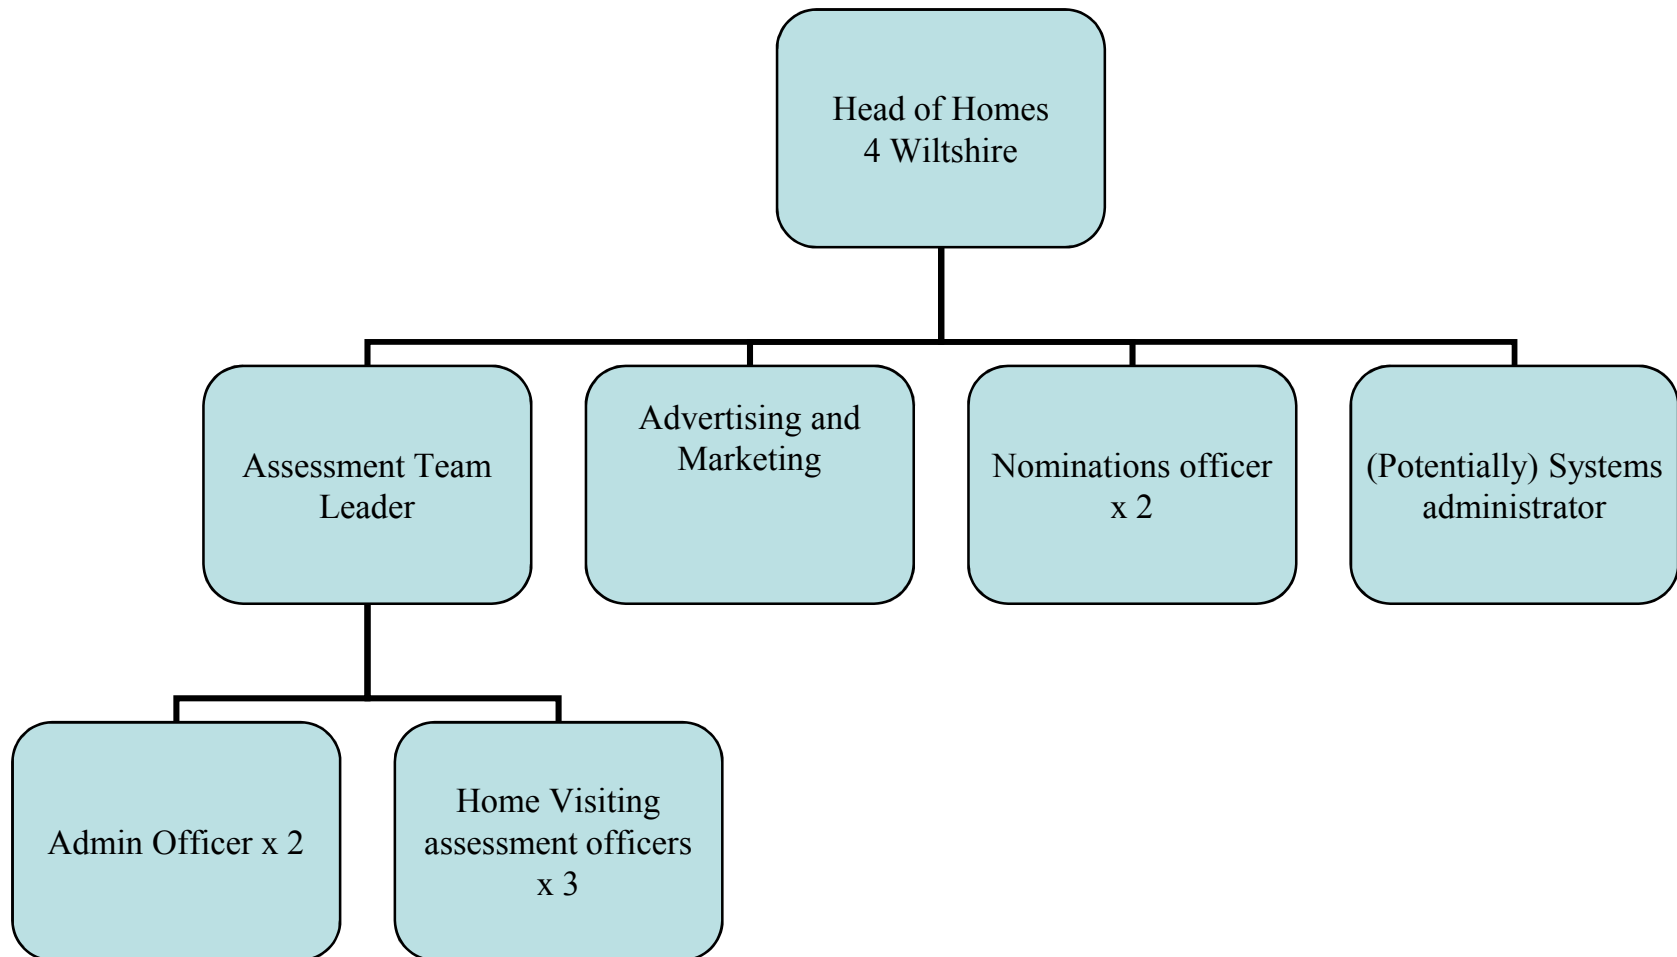 Head of Homes
4 Wiltshire
Assessment Team
Leader
Advertising and
Marketing
Nominations officer
x 2
(Potentially) Systems
administrator
Admin Officer x 2
Home Visiting
assessment officers
x 3